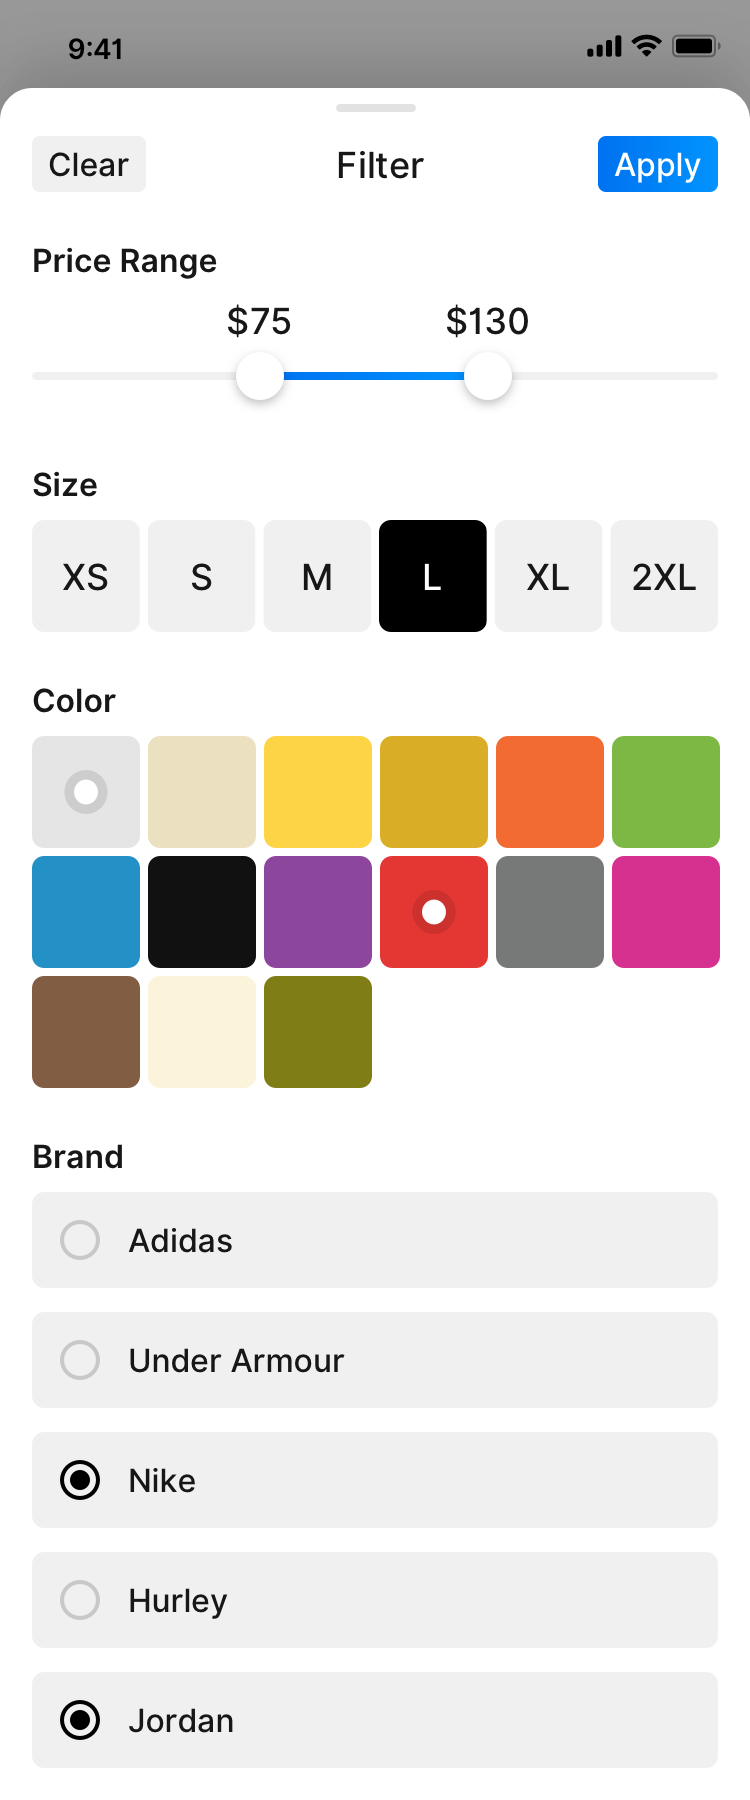 9:41
Clear Filter Apply
Price Range
$75 $130
Size
XS S M L XL 2XL
Color
Brand
Adidas
Under Armour
Nike
Hurley
Jordan